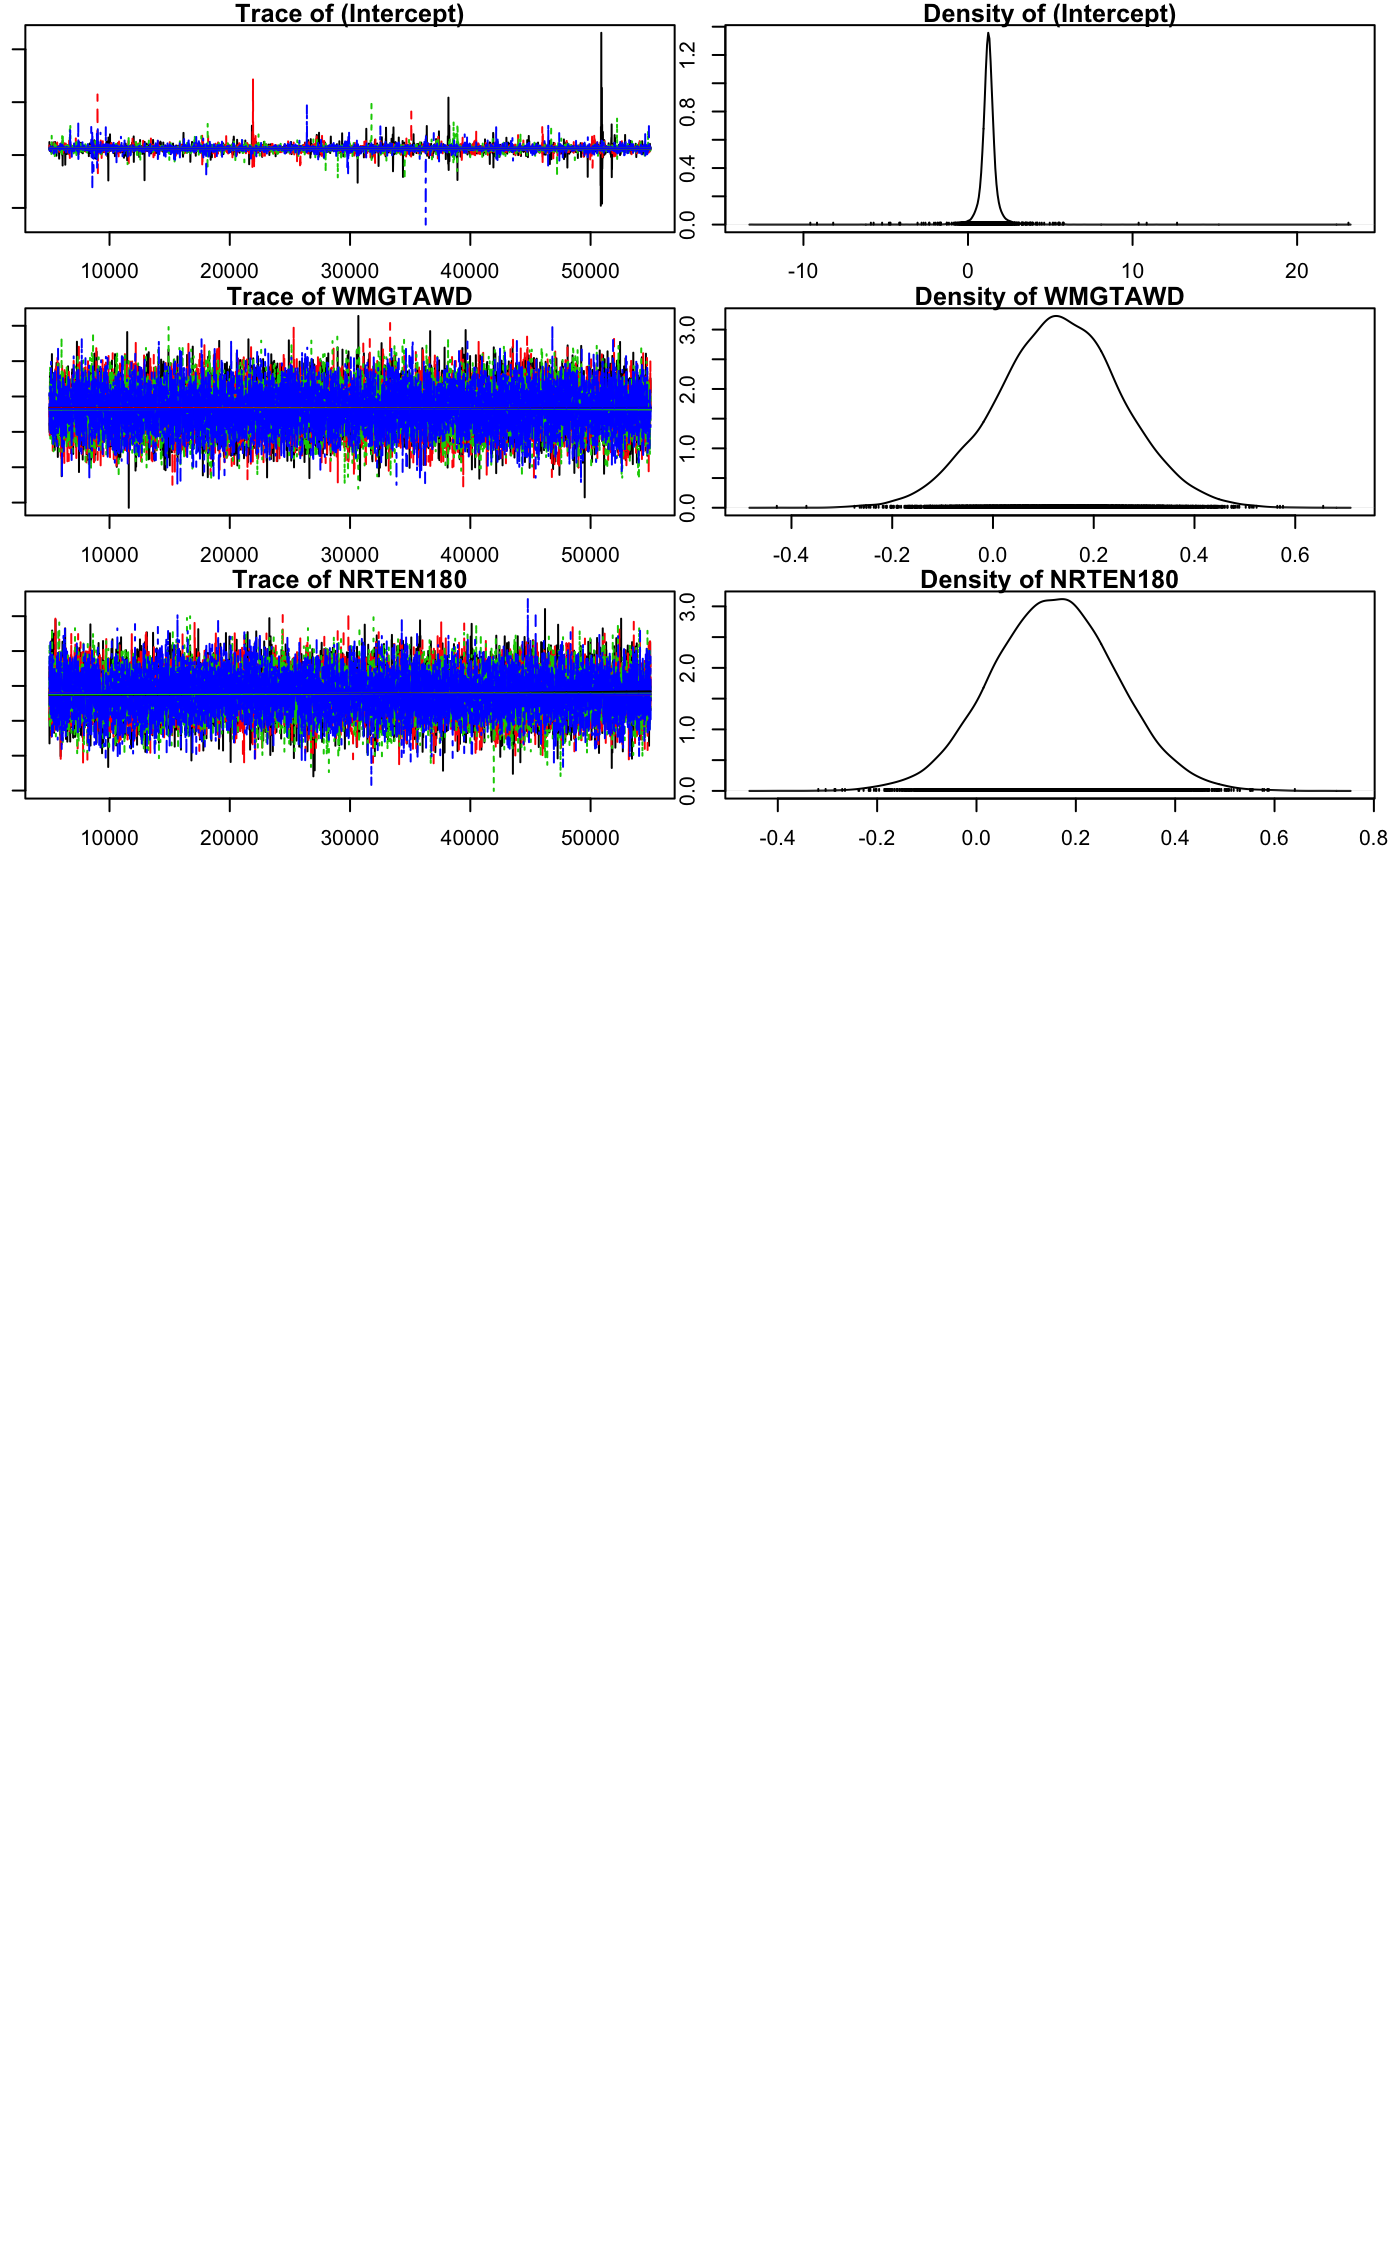 Trace of (Intercept) Density of (Intercept)
0.0 0.4 0.8 1.2
10000 20000 30000 40000 50000 -10 0 10 20
Trace of WMGTAWD Density of WMGTAWD
0.0 1.0 2.0 3.0
10000 20000 30000 40000 50000 -0.4 -0.2 0.0 0.2 0.4 0.6
Trace of NRTEN180 Density of NRTEN180
0.0 1.0 2.0 3.0
10000 20000 30000 40000 50000 -0.4 -0.2 0.0 0.2 0.4 0.6 0.8